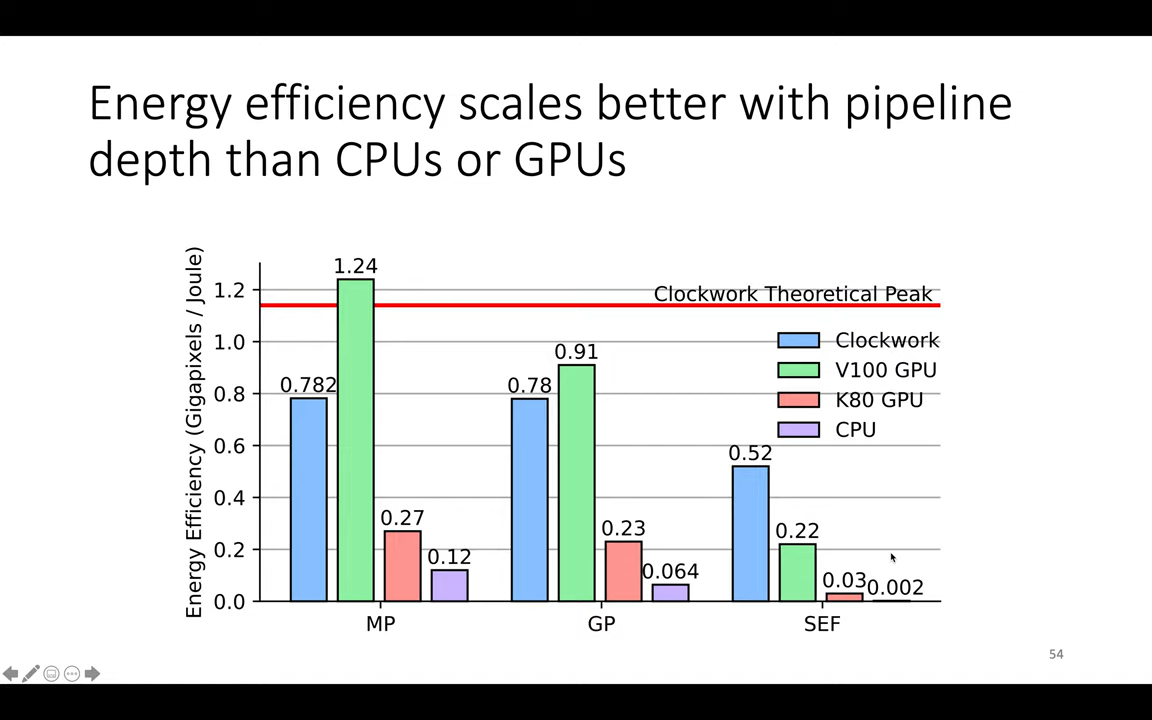 Energy efficiency scales better with pipeline
depth than CPUs or GPUs
Energy Efficiency (Gigapixels / Joule)
1.2
1.0
0.8
0.6
0.4
0.2
0.0
Clockwork Theoretical Peak
Clockwork
V100 GPU
K80 GPU
CPU
0.782
1.24
0.27
0.12
0.78
0.91
0.23
0.064
0.52
0.22
0.03
0.002
MP
GP
SEF
54